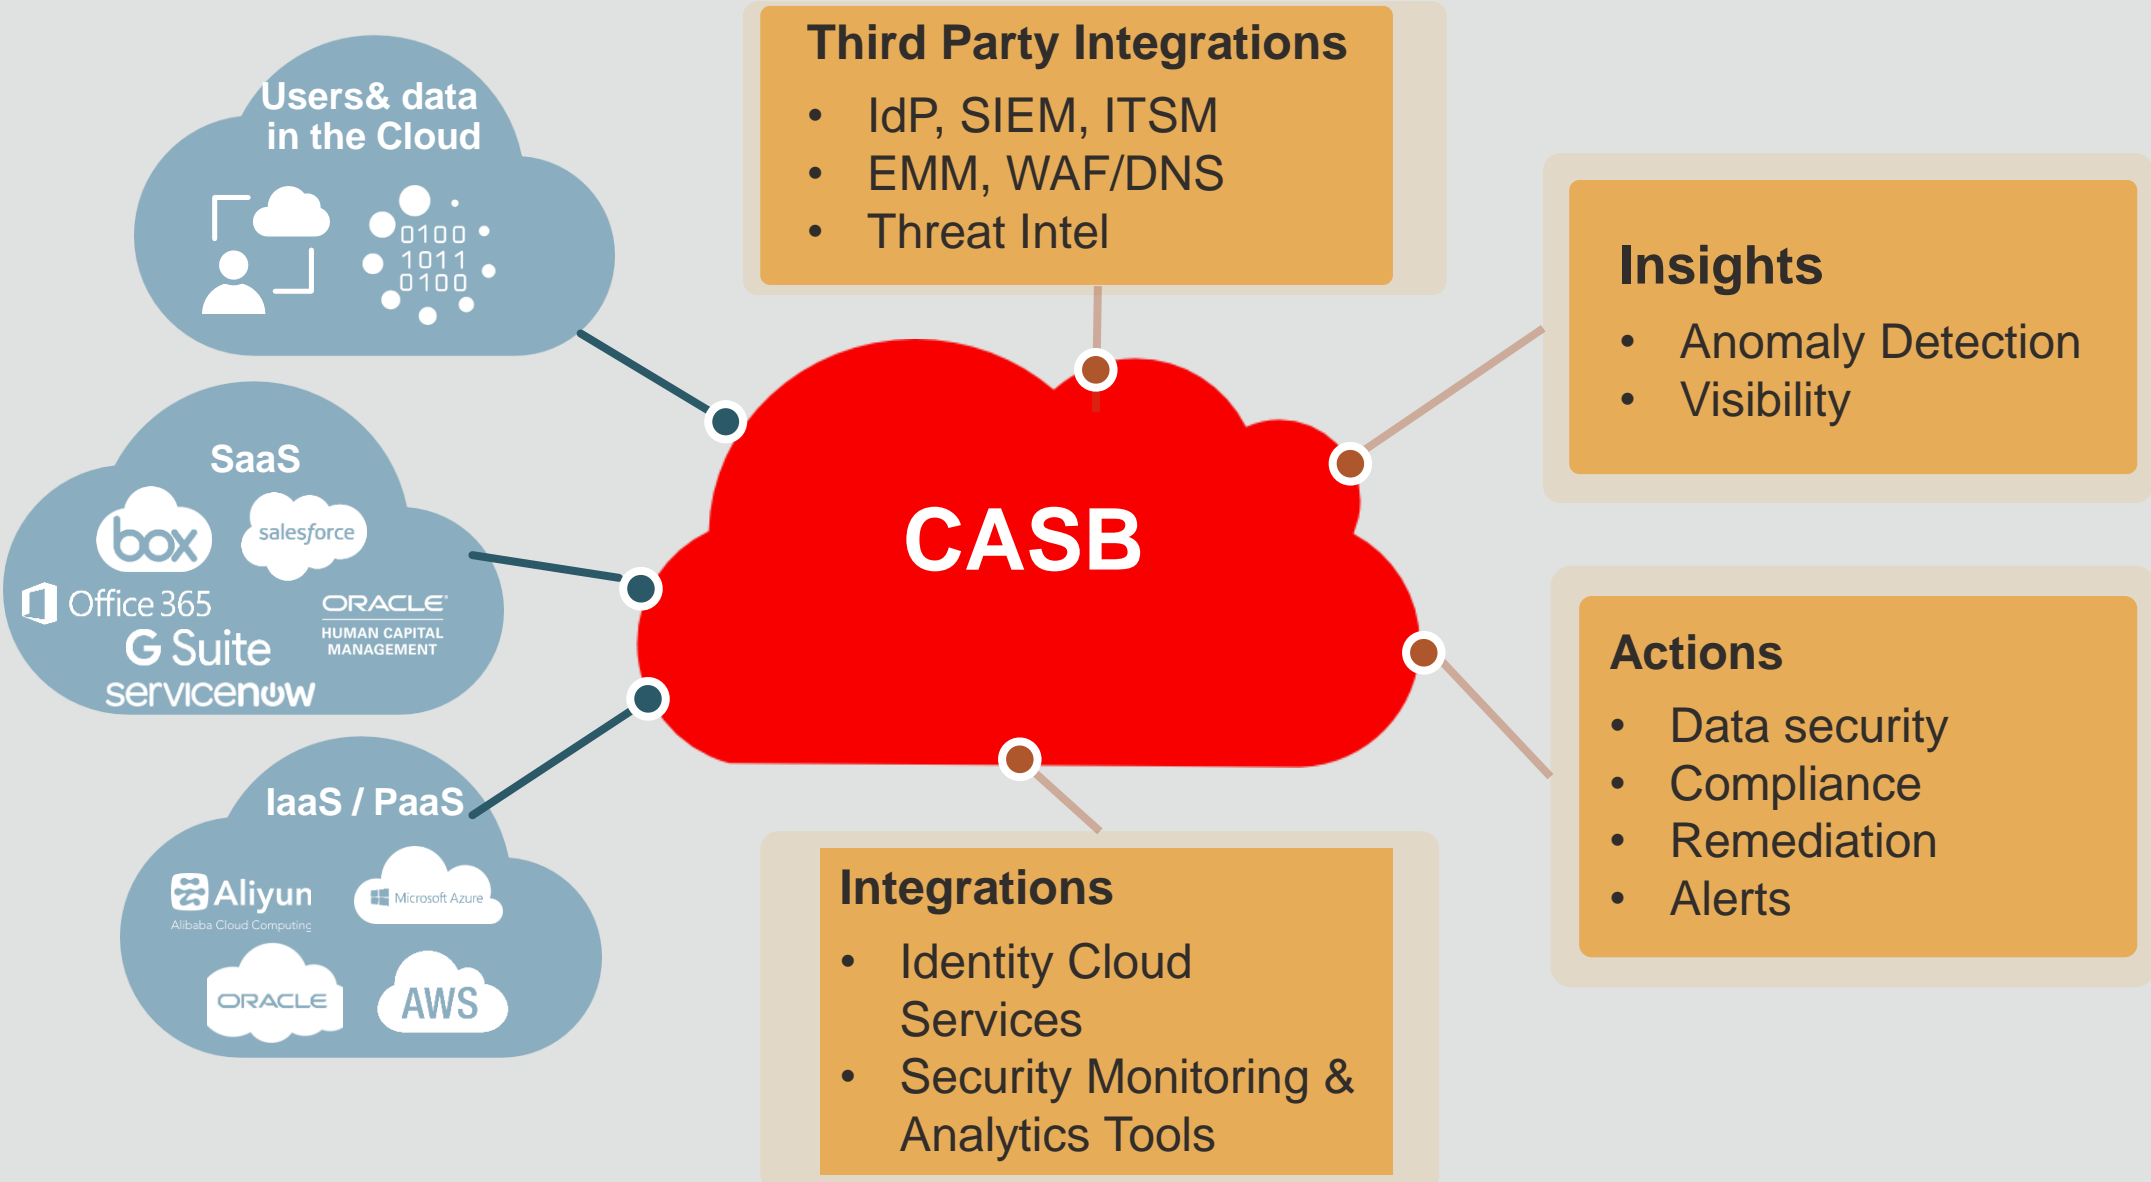 Users& data
in the Cloud
0100
1011
0100
SaaS
box
salesforce
Office 365
ORACLE
HUMAN CAPITAL
MANAGEMENT
G Suite
servicenow
IaaS / PaaS
Aliyun
Alibaba Cloud Computing
Microsoft Azure
ORACLE
AWS
CASB
Third Party Integrations
• IdP, SIEM, ITSM
• EMM, WAF/DNS
• Threat Intel
Insights
• Anomaly Detection
• Visibility
Actions
• Data security
• Compliance
• Remediation
• Alerts
Integrations
• Identity Cloud
Services
• Security Monitoring &
Analytics Tools